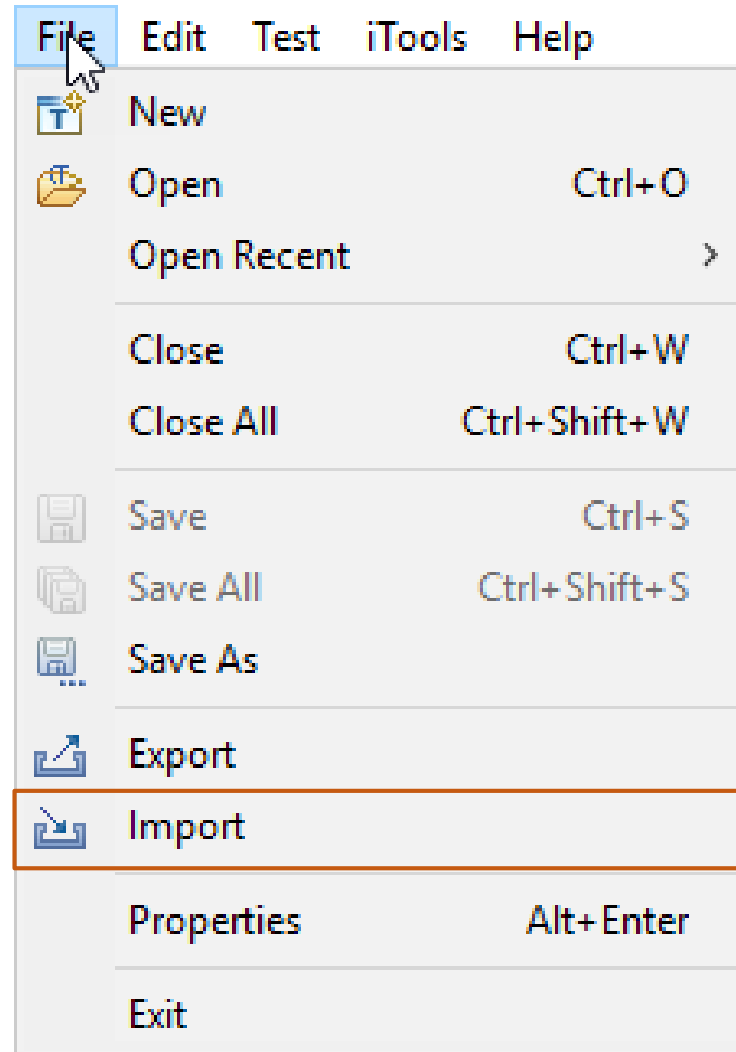 File Edit Test iTools Help
New
Open Ctrl+O
Open Recent
Close Ctrl+W
Close All Ctrl+Shift+W
Save Ctrl+S
Save All Ctrl+Shift+S
Save As
Export
Import
Properties Alt+Enter
Exit